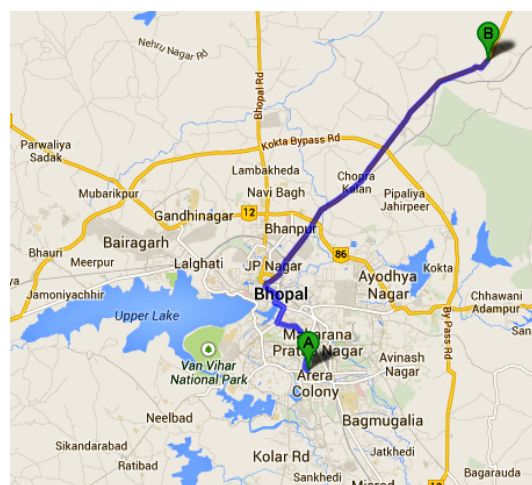 B
Nehru Nagar Rd
Bhopal Rd
Parwaliya
Sadak
Kokta Bypass Rd
Lambakheda
Mubarikpur
Navi Bagh
Chopra
Kalan
Pipaliya
Jahirpeer
Gandhinagar
12
Bhanpur
Bairagarh
Bhauri
Meerpur
Lalghati
JP Nagar
86
Ayodhya
Nagar
Kokta
Jamoniyachhir
Bhopal
Chhawani
Adampur
Upper Lake
By Pass Rd
A
Maharana
Pratap Nagar
Van Vihar
National Park
Arera
Colony
Avinash
Nagar
Neelbad
Bagmugalia
Sikandarabad
Ratibad
Kolar Rd
Jatkhedi
Sankhedi
Bagarauda